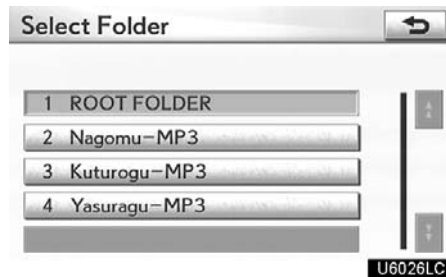 Select Folder
1 ROOT FOLDER
2 Nagomu-MP3
3 Kuturogu-MP3
4 Yasuragu-MP3
U6026LC